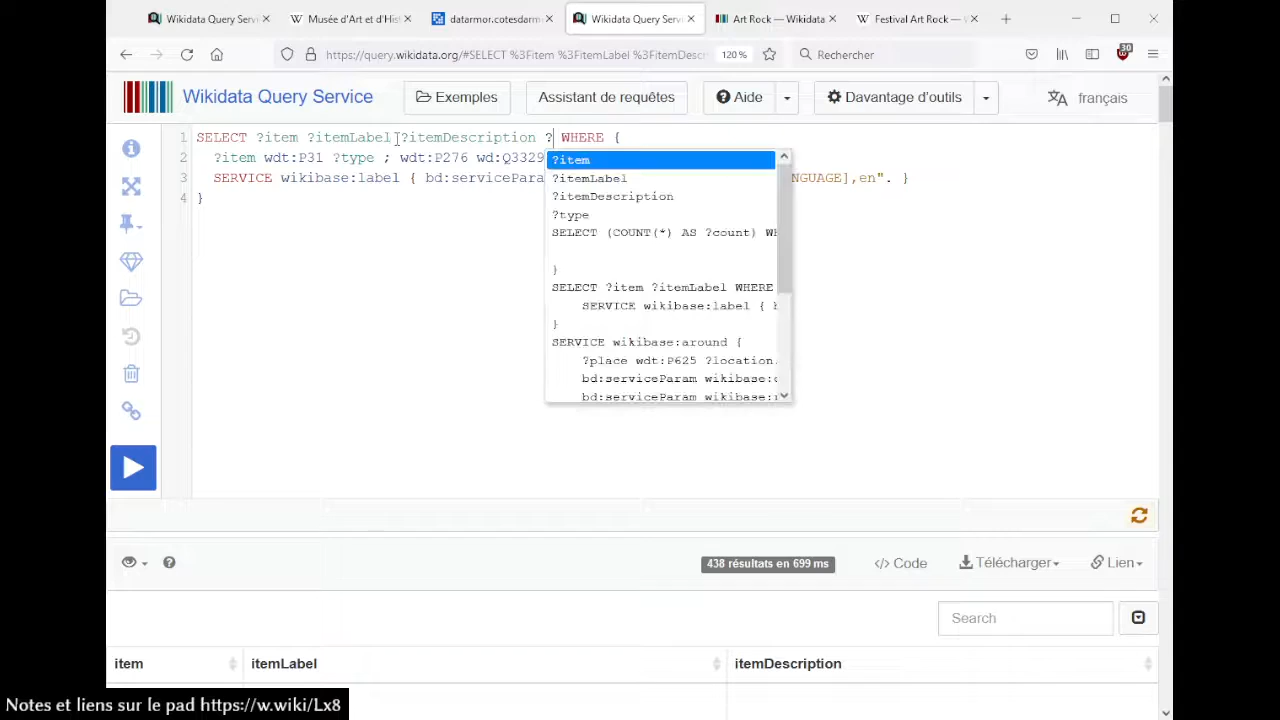 Wikidata Query Servic
Musée d'Art et d'Hist
datarmor.cotesdarmor
Wikidata Query Servic
Art Rock — Wikidata
Festival Art Rock — W
https://query.wikidata.org/#SELECT %3Fitem %3FitemLabel %3FitemDescr
120 %
Rechercher
30
Wikidata Query Service
Exemples
Assistant de requêtes
Aide
Davantage d'outils
français
1 SELECT ?item ?itemLabel ?itemDescription ? WHERE {
2 ?item wdt:P31 ?type ; wdt:P276 wd:Q3329
3 SERVICE wikibase:label { bd:servicePara NGUAGE],en". }
4 }
?item
?itemLabel
?itemDescription
?type
SELECT (COUNT(*) AS ?count) WH
}
SELECT ?item ?itemLabel WHERE
SERVICE wikibase:label { b
}
SERVICE wikibase:around {
?place wdt:P625 ?location.
bd:serviceParam wikibase:c
bd:serviceParam wikibase:r
438 résultats en 699 ms
</> Code
Télécharger
Lien
Search
item
itemLabel
itemDescription
Notes et liens sur le pad https://w.wiki/Lx8